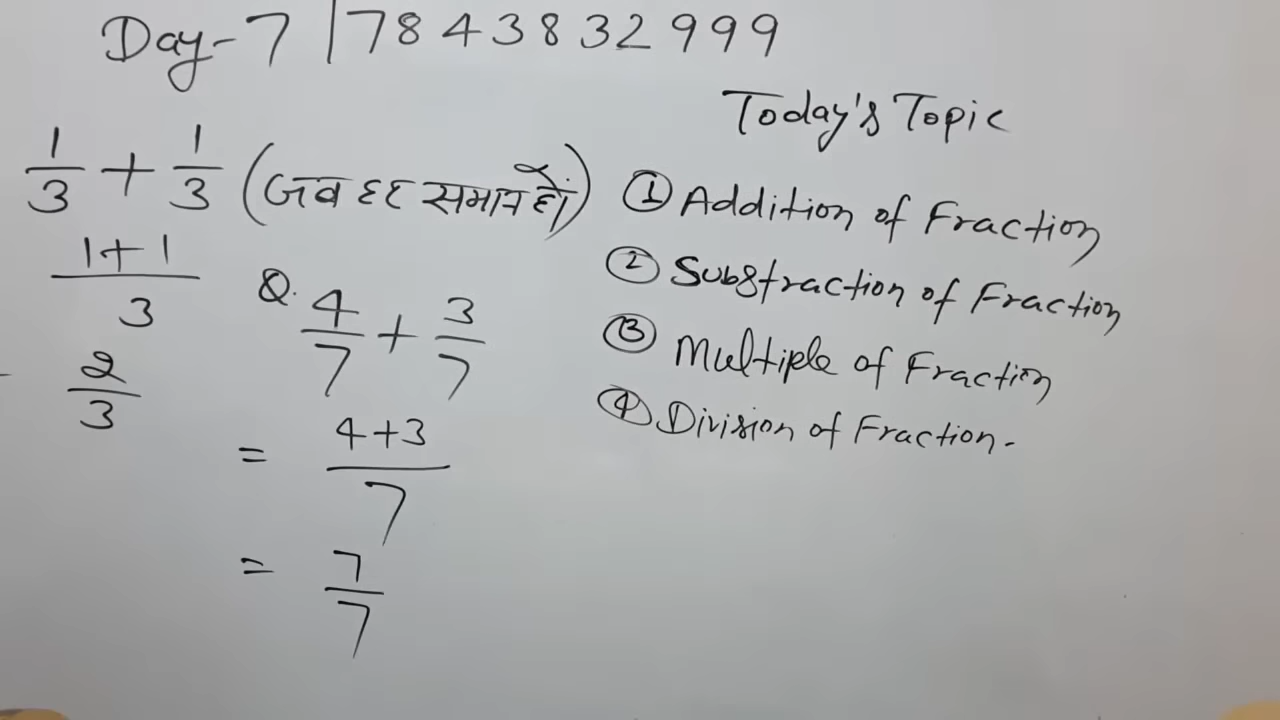 Day-7 | 7843832999
Today's Topic
1/3 + 1/3 (जब हर समान हो)
1+1/3
2/3
Q. 4/7 + 3/7
= 4+3/7
= 7/7
① Addition of Fraction
② Subgtraction of Fraction
③ Multiple of Fraction
④ Division of Fraction-